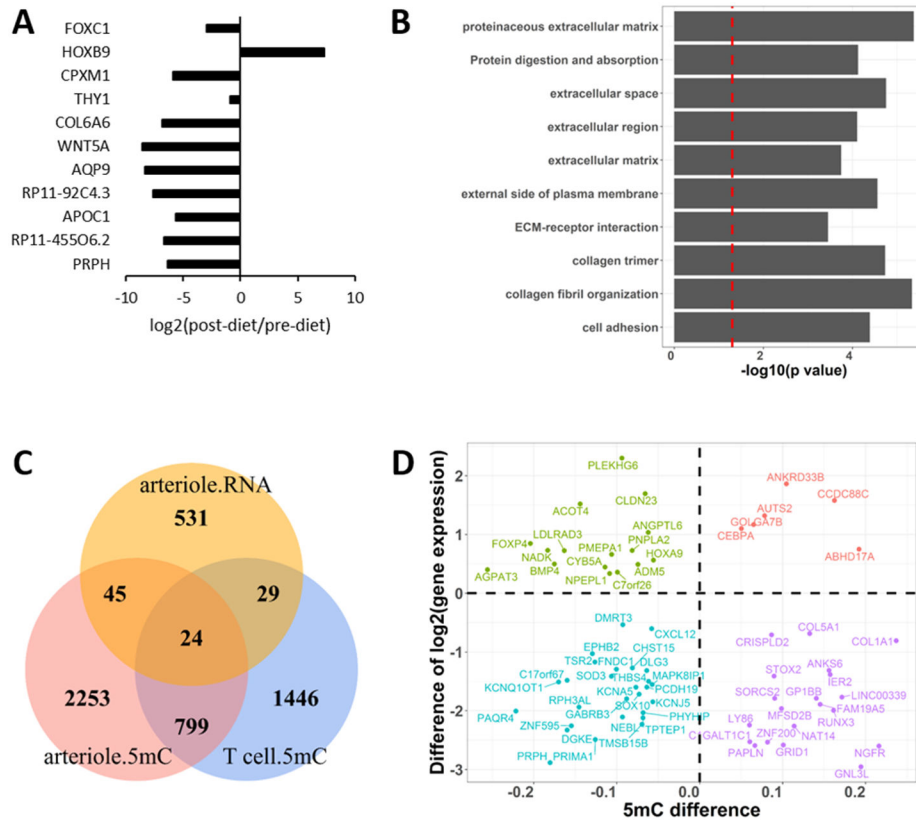 A
FOXC1
HOXB9
CPXM1
THY1
COL6A6
WNT5A
AQP9
RP11-92C4.3
APOC1
RP11-455O6.2
PRPH
-10 -5 0 5 10
log2(post-diet/pre-diet)
B
proteinaceous extracellular matrix
Protein digestion and absorption
extracellular space
extracellular region
extracellular matrix
external side of plasma membrane
ECM-receptor interaction
collagen trimer
collagen fibril organization
cell adhesion
0 2 4
-log10(p value)
C
arteriole.RNA
531
45 29
24
2253 1446
799
arteriole.5mC T cell.5mC
D
Difference of log2(gene expression)
2
1
0
-1
-2
-3
PLEKHG6
CLDN23
ACOT4
ANGPTL6
FOXP4 LDLRAD3
PMEPA1 PNPLA2
NADK CYB5A HOXA9
BMP4 ADM5
AGPAT3 NPEPL1 C7orf26
ANKRD33B
CCDC88C
AUTS2
GOLGA7B
CEBPA
ABHD17A
DMRT3
CXCL12
EPHB2 CHST15
TSR2 FNDC1 DLG3
C17orf67 SOD3 THBS4 MAPK8IP1
KCNQ1OT1 KCNA5 PCDH19
RPH3AL SOX10 KCNJ5
PAQR4 GABRB3 PHYHIP
ZNF595 NEBL TPTEP1
DGKE TMSB15B
PRPH PRIMA1
COL5A1
CRISPLD2 COL1A1
STOX2 ANKS6
IER2
SORCS2 GP1BB LINC00339
MFSD2B FAM19A5
LY86 RUNX3
ZNF200 NAT14
PAPLN GRID1 NGFR
GNL3L
-0.2 -0.1 0.0 0.1 0.2
5mC difference